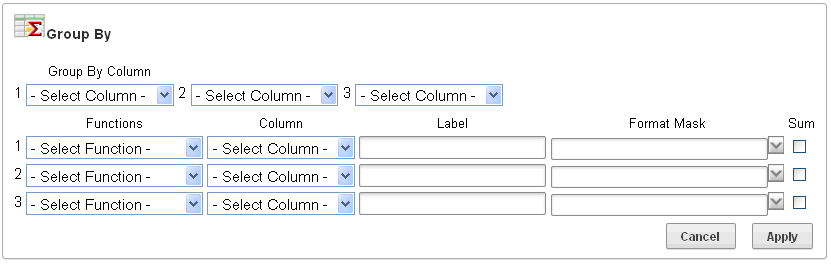 Group By
Group By Column
1 - Select Column - 2 - Select Column - 3 - Select Column -
Functions Column Label Format Mask Sum
1 - Select Function - - Select Column -
2 - Select Function - - Select Column -
3 - Select Function - - Select Column -
Cancel Apply